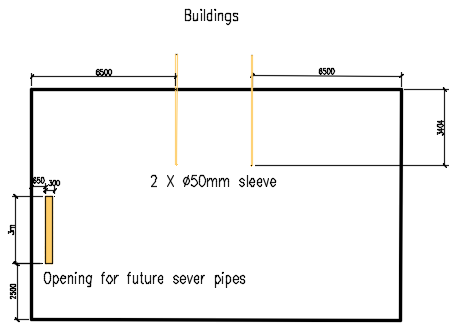 Buildings
6500
6500
3404
2 X Ø50mm sleeve
650
300
3m
Opening for future sever pipes
2500